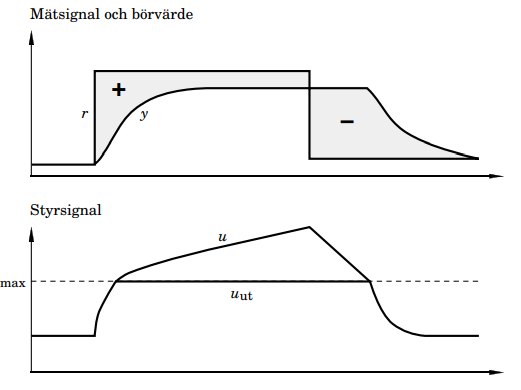 Mätsignal och börvärde
+
r
y
−
Styrsignal
u
max
u_ut